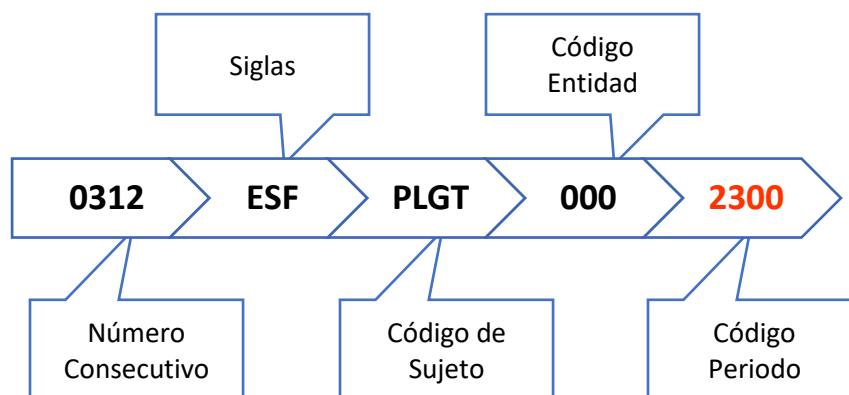 Siglas
Código
Entidad
0312
ESF
PLGT
000
2300
Número
Consecutivo
Código de
Sujeto
Código
Periodo